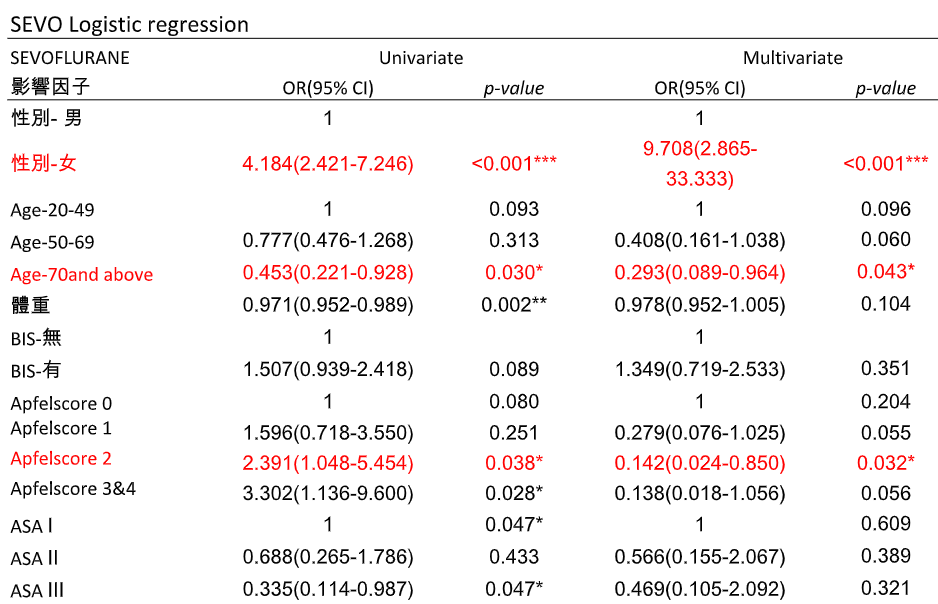 SEVO Logistic regression
SEVOFLURANE Univariate Multivariate
影響因子 OR(95% CI) p-value OR(95% CI) p-value
性別- 男 1 1
性別-女 4.184(2.421-7.246) <0.001*** 9.708(2.865-33.333) <0.001***
Age-20-49 1 0.093 1 0.096
Age-50-69 0.777(0.476-1.268) 0.313 0.408(0.161-1.038) 0.060
Age-70and above 0.453(0.221-0.928) 0.030* 0.293(0.089-0.964) 0.043*
體重 0.971(0.952-0.989) 0.002** 0.978(0.952-1.005) 0.104
BIS-無 1 1
BIS-有 1.507(0.939-2.418) 0.089 1.349(0.719-2.533) 0.351
Apfelscore 0 1 0.080 1 0.204
Apfelscore 1 1.596(0.718-3.550) 0.251 0.279(0.076-1.025) 0.055
Apfelscore 2 2.391(1.048-5.454) 0.038* 0.142(0.024-0.850) 0.032*
Apfelscore 3&4 3.302(1.136-9.600) 0.028* 0.138(0.018-1.056) 0.056
ASA I 1 0.047* 1 0.609
ASA II 0.688(0.265-1.786) 0.433 0.566(0.155-2.067) 0.389
ASA III 0.335(0.114-0.987) 0.047* 0.469(0.105-2.092) 0.321